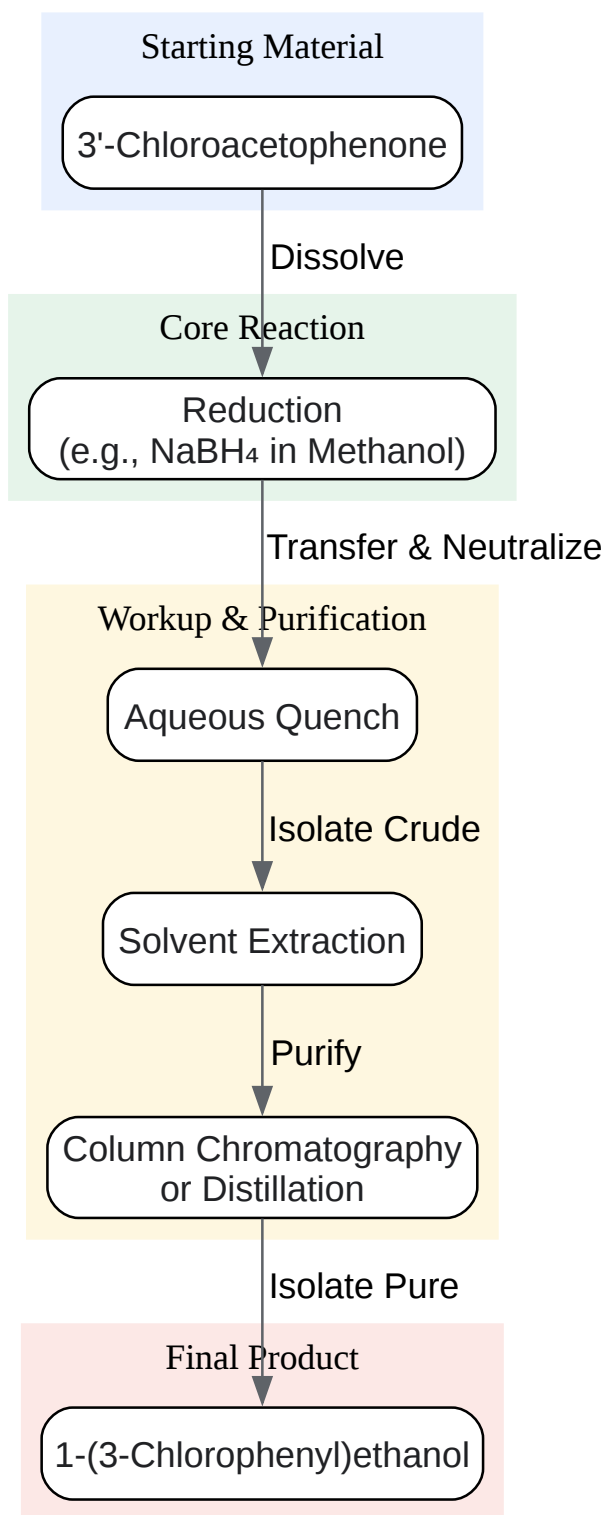 Starting Material
3'-Chloroacetophenone
Dissolve
Core Reaction
Reduction
(e.g., NaBH₄ in Methanol)
Transfer & Neutralize
Workup & Purification
Aqueous Quench
Isolate Crude
Solvent Extraction
Purify
Column Chromatography
or Distillation
Isolate Pure
Final Product
1-(3-Chlorophenyl)ethanol